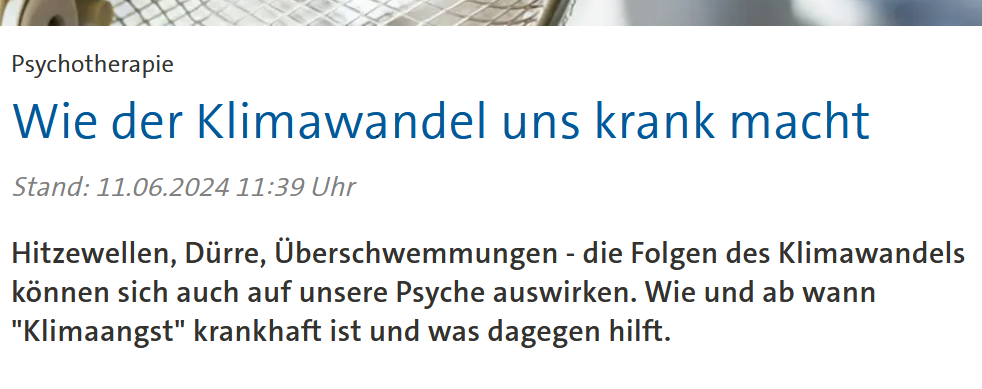 Psychotherapie
Wie der Klimawandel uns krank macht
Stand: 11.06.2024 11:39 Uhr
Hitzewellen, Dürre, Überschwemmungen - die Folgen des Klimawandels
können sich auch auf unsere Psyche auswirken. Wie und ab wann
"Klimaangst" krankhaft ist und was dagegen hilft.